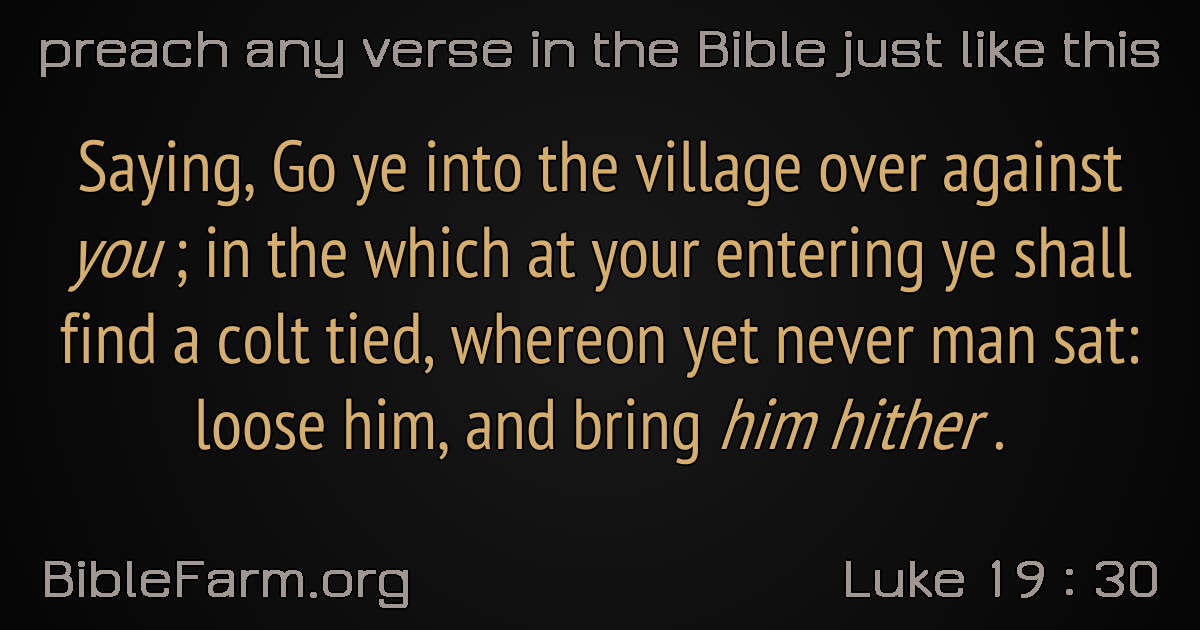 preach any verse in the Bible just like this
Saying, Go ye into the village over against
you ; in the which at your entering ye shall
find a colt tied, whereon yet never man sat:
loose him, and bring him hither .
BibleFarm.org
Luke 19 : 30